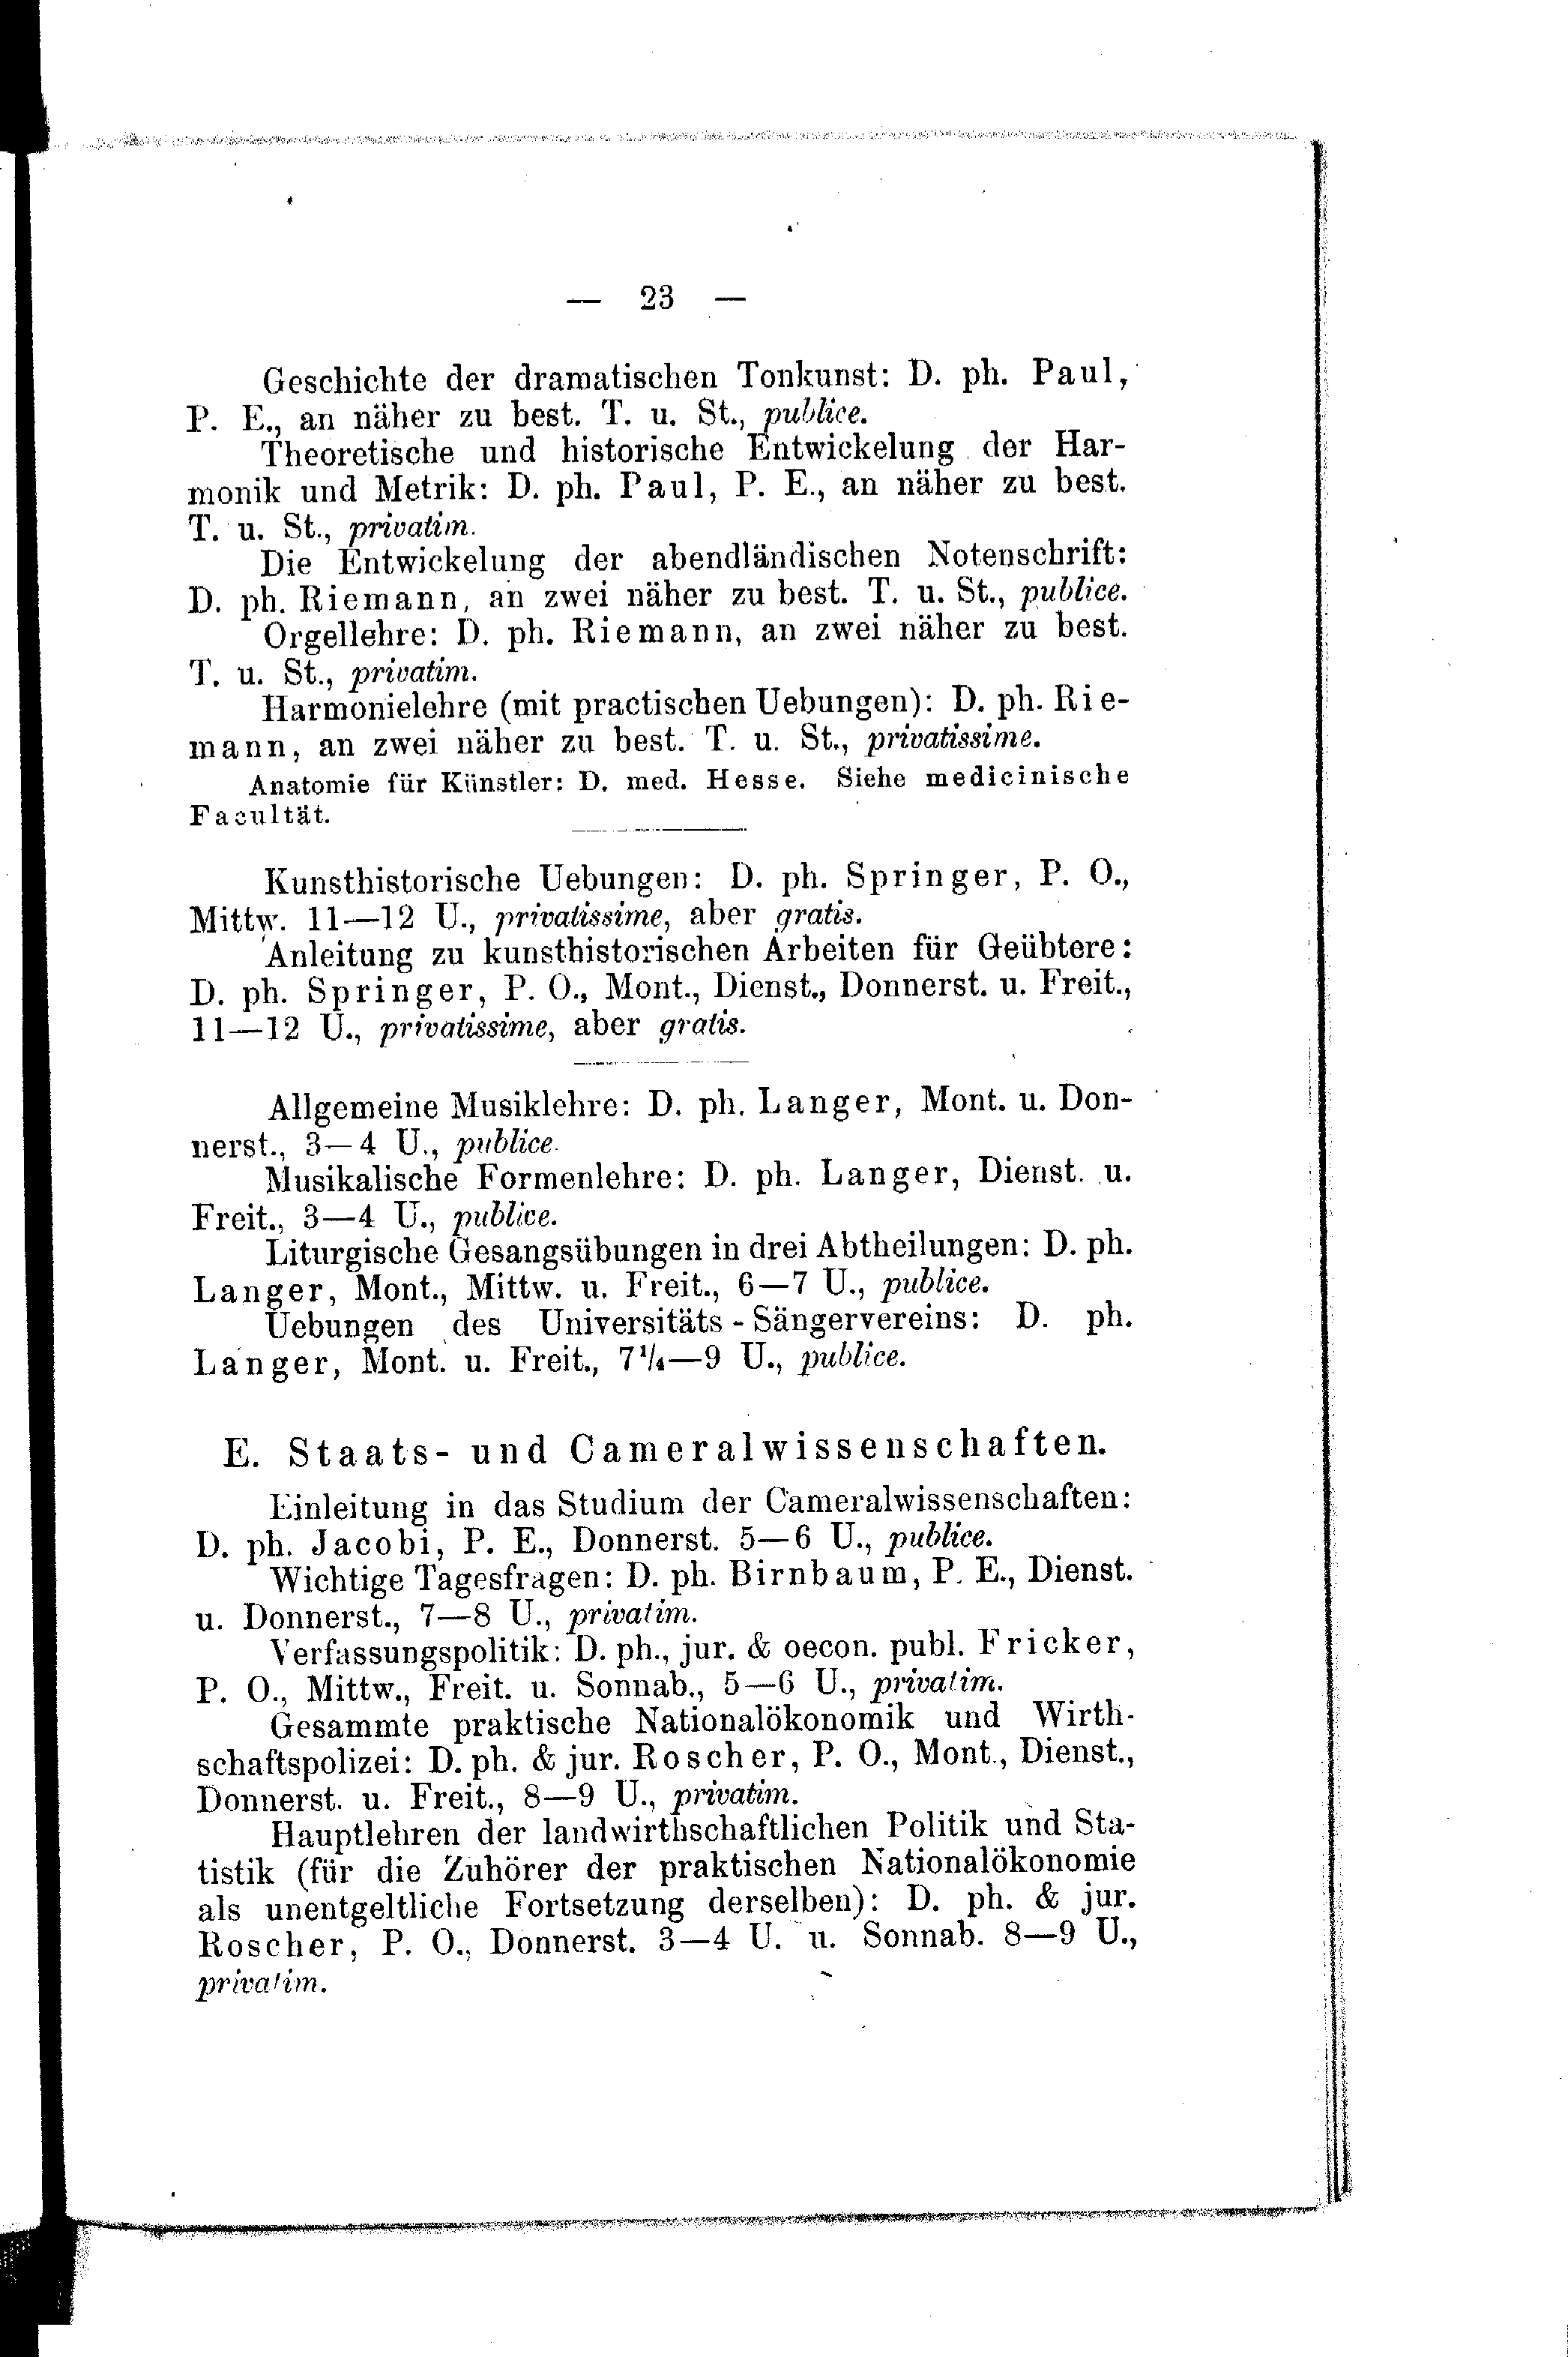 — 23 —
Geschichte der dramatischen Tonkunst: D. ph. Paul,
P. E., an näher zu best. T. u. St., publice.
Theoretische und historische Entwickelung der Har-
monik und Metrik: D. ph. Paul, P. E., an näher zu best.
T. u. St., privatim.
Die Entwickelung der abendländischen Notenschrift:
D. ph. Riemann, an zwei näher zu best. T. u. St., publice.
Orgellehre: D. ph. Riemann, an zwei näher zu best.
T. u. St., privatim.
Harmonielehre (mit practischen Uebungen): D. ph. Rie-
mann, an zwei näher zu best. T. u. St., privatissime.
Anatomie für Künstler: D. med. Hesse. Siehe medicinische
Facultät.
Kunsthistorische Uebungen: D. ph. Springer, P. O.,
Mittw. 11—12 U., privatissime, aber gratis.
Anleitung zu kunsthistorischen Arbeiten für Geübtere:
D. ph. Springer, P. O., Mont., Dienst., Donnerst. u. Freit.,
11—12 U., privatissime, aber gratis.
Allgemeine Musiklehre: D. ph. Langer, Mont. u. Don-
nerst., 3—4 U., publice.
Musikalische Formenlehre: D. ph. Langer, Dienst. u.
Freit., 3—4 U., publice.
Liturgische Gesangsübungen in drei Abtheilungen: D. ph.
Langer, Mont., Mittw. u. Freit., 6—7 U., publice.
Uebungen des Universitäts-Sängervereins: D. ph.
Langer, Mont. u. Freit., 7¼—9 U., publice.
E. Staats- und Cameralwissenschaften.
Einleitung in das Studium der Cameralwissenschaften:
D. ph. Jacobi, P. E., Donnerst. 5—6 U., publice.
Wichtige Tagesfragen: D. ph. Birnbaum, P. E., Dienst.
u. Donnerst., 7—8 U., privatim.
Verfassungspolitik: D. ph., jur. & oecon. publ. Fricker,
P. O., Mittw., Freit. u. Sonnab., 5—6 U., privatim.
Gesammte praktische Nationalökonomik und Wirth-
schaftspolizei: D. ph. & jur. Roscher, P. O., Mont., Dienst.,
Donnerst. u. Freit., 8—9 U., privatim.
Hauptlehren der landwirthschaftlichen Politik und Sta-
tistik (für die Zuhörer der praktischen Nationalökonomie
als unentgeltliche Fortsetzung derselben): D. ph. & jur.
Roscher, P. O., Donnerst. 3—4 U. u. Sonnab. 8—9 U.,
privatim.